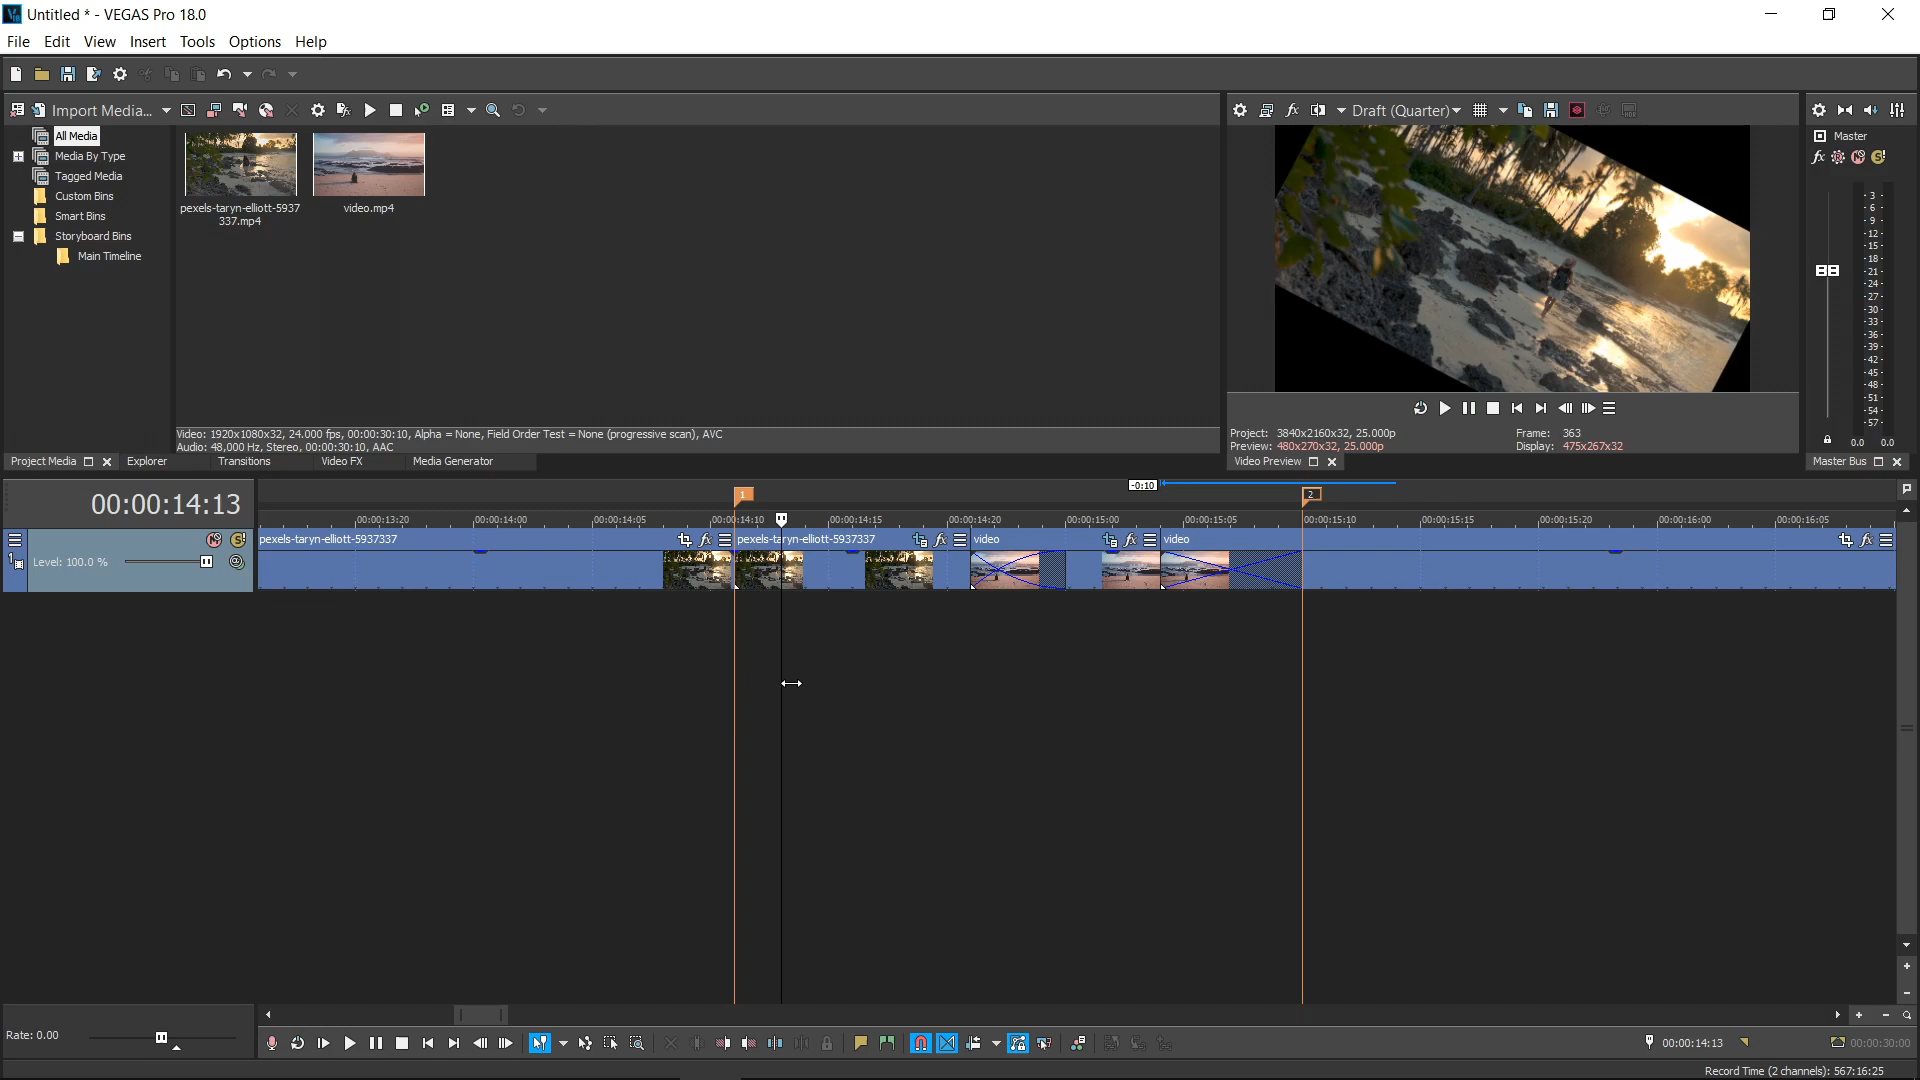 Untitled * - VEGAS Pro 18.0
File Edit View Insert Tools Options Help
Import Media...
Draft (Quarter)
Master
All Media
Media By Type
Tagged Media
Custom Bins
Smart Bins
Storyboard Bins
Main Timeline
pexels-taryn-elliott-5937
337.mp4
video.mp4
-3
-6
-9
-12
-15
-18
-21
-24
-27
-30
-33
-36
-39
-42
-45
-48
-51
-54
-57
0.0 0.0
Video: 1920x1080x32, 24.000 fps, 00:00:30:10, Alpha = None, Field Order Test = None (progressive scan), AVC
Audio: 48,000 Hz, Stereo, 00:00:30:10, AAC
Project: 3840x2160x32, 25.000p Frame: 363
Preview: 480x270x32, 25.000p Display: 475x267x32
Project Media Explorer Transitions Video FX Media Generator
Video Preview
Master Bus
00:00:14:13
-0:10
1 2
00:00:13:20 00:00:14:00 00:00:14:05 00:00:14:10 00:00:14:15 00:00:14:20 00:00:15:00 00:00:15:05 00:00:15:10 00:00:15:15 00:00:15:20 00:00:16:00 00:00:16:05
pexels-taryn-elliott-5937337 pexels-taryn-elliott-5937337 video video
1 Level: 100.0 %
Rate: 0.00
00:00:14:13 00:00:30:00
Record Time (2 channels): 567:16:25